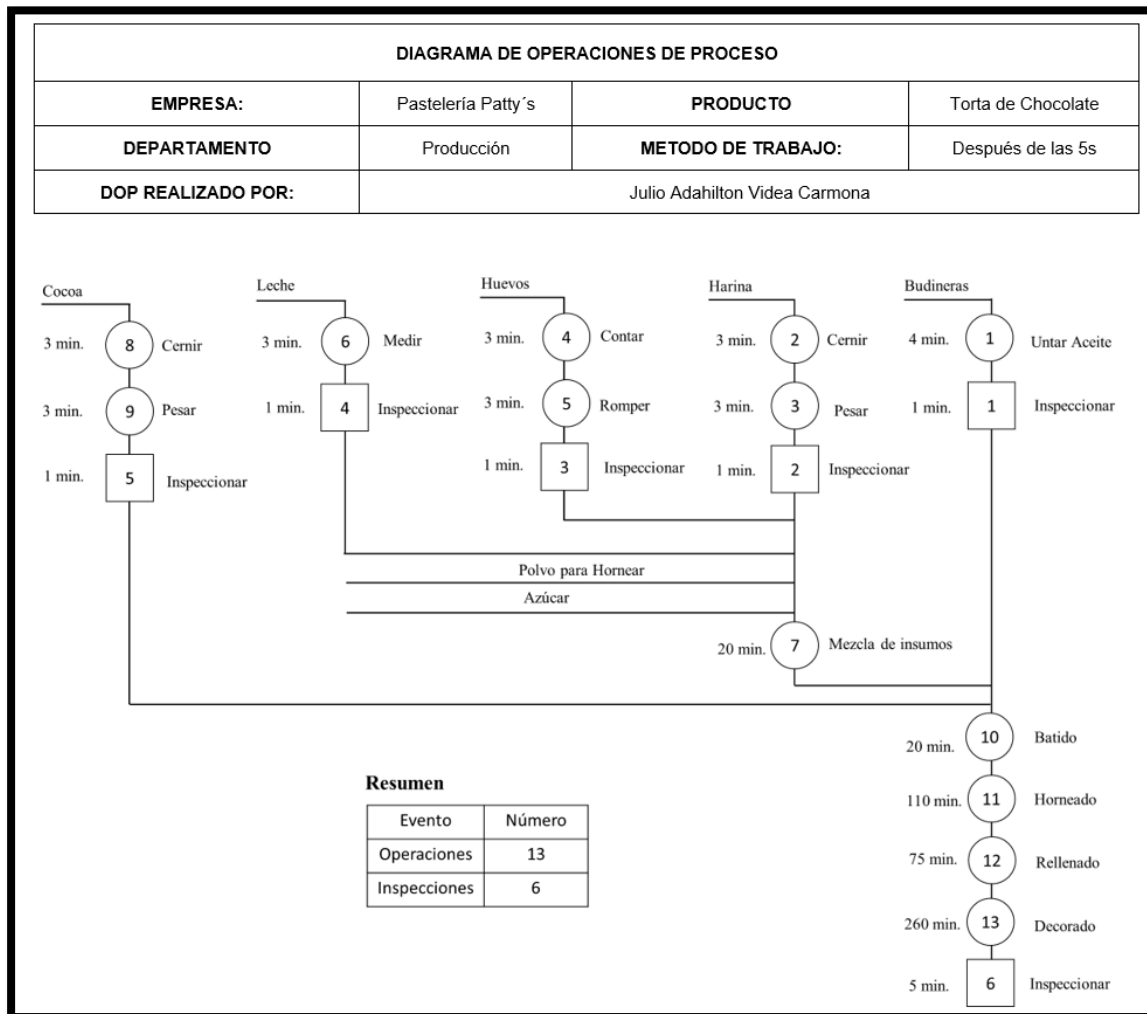 DIAGRAMA DE OPERACIONES DE PROCESO
EMPRESA: Pastelería Patty´s PRODUCTO Torta de Chocolate
DEPARTAMENTO Producción METODO DE TRABAJO: Después de las 5s
DOP REALIZADO POR: Julio Adahilton Videa Carmona
Cocoa Leche Huevos Harina Budineras
3 min. 8 Cernir 3 min. 6 Medir 3 min. 4 Contar 3 min. 2 Cernir 4 min. 1 Untar Aceite
3 min. 9 Pesar 1 min. 4 Inspeccionar 3 min. 5 Romper 3 min. 3 Pesar 1 min. 1 Inspeccionar
1 min. 5 Inspeccionar 1 min. 3 Inspeccionar 1 min. 2 Inspeccionar
Polvo para Hornear
Azúcar
20 min. 7 Mezcla de insumos
20 min. 10 Batido
110 min. 11 Horneado
75 min. 12 Rellenado
260 min. 13 Decorado
5 min. 6 Inspeccionar
Resumen
Evento Número
Operaciones 13
Inspecciones 6